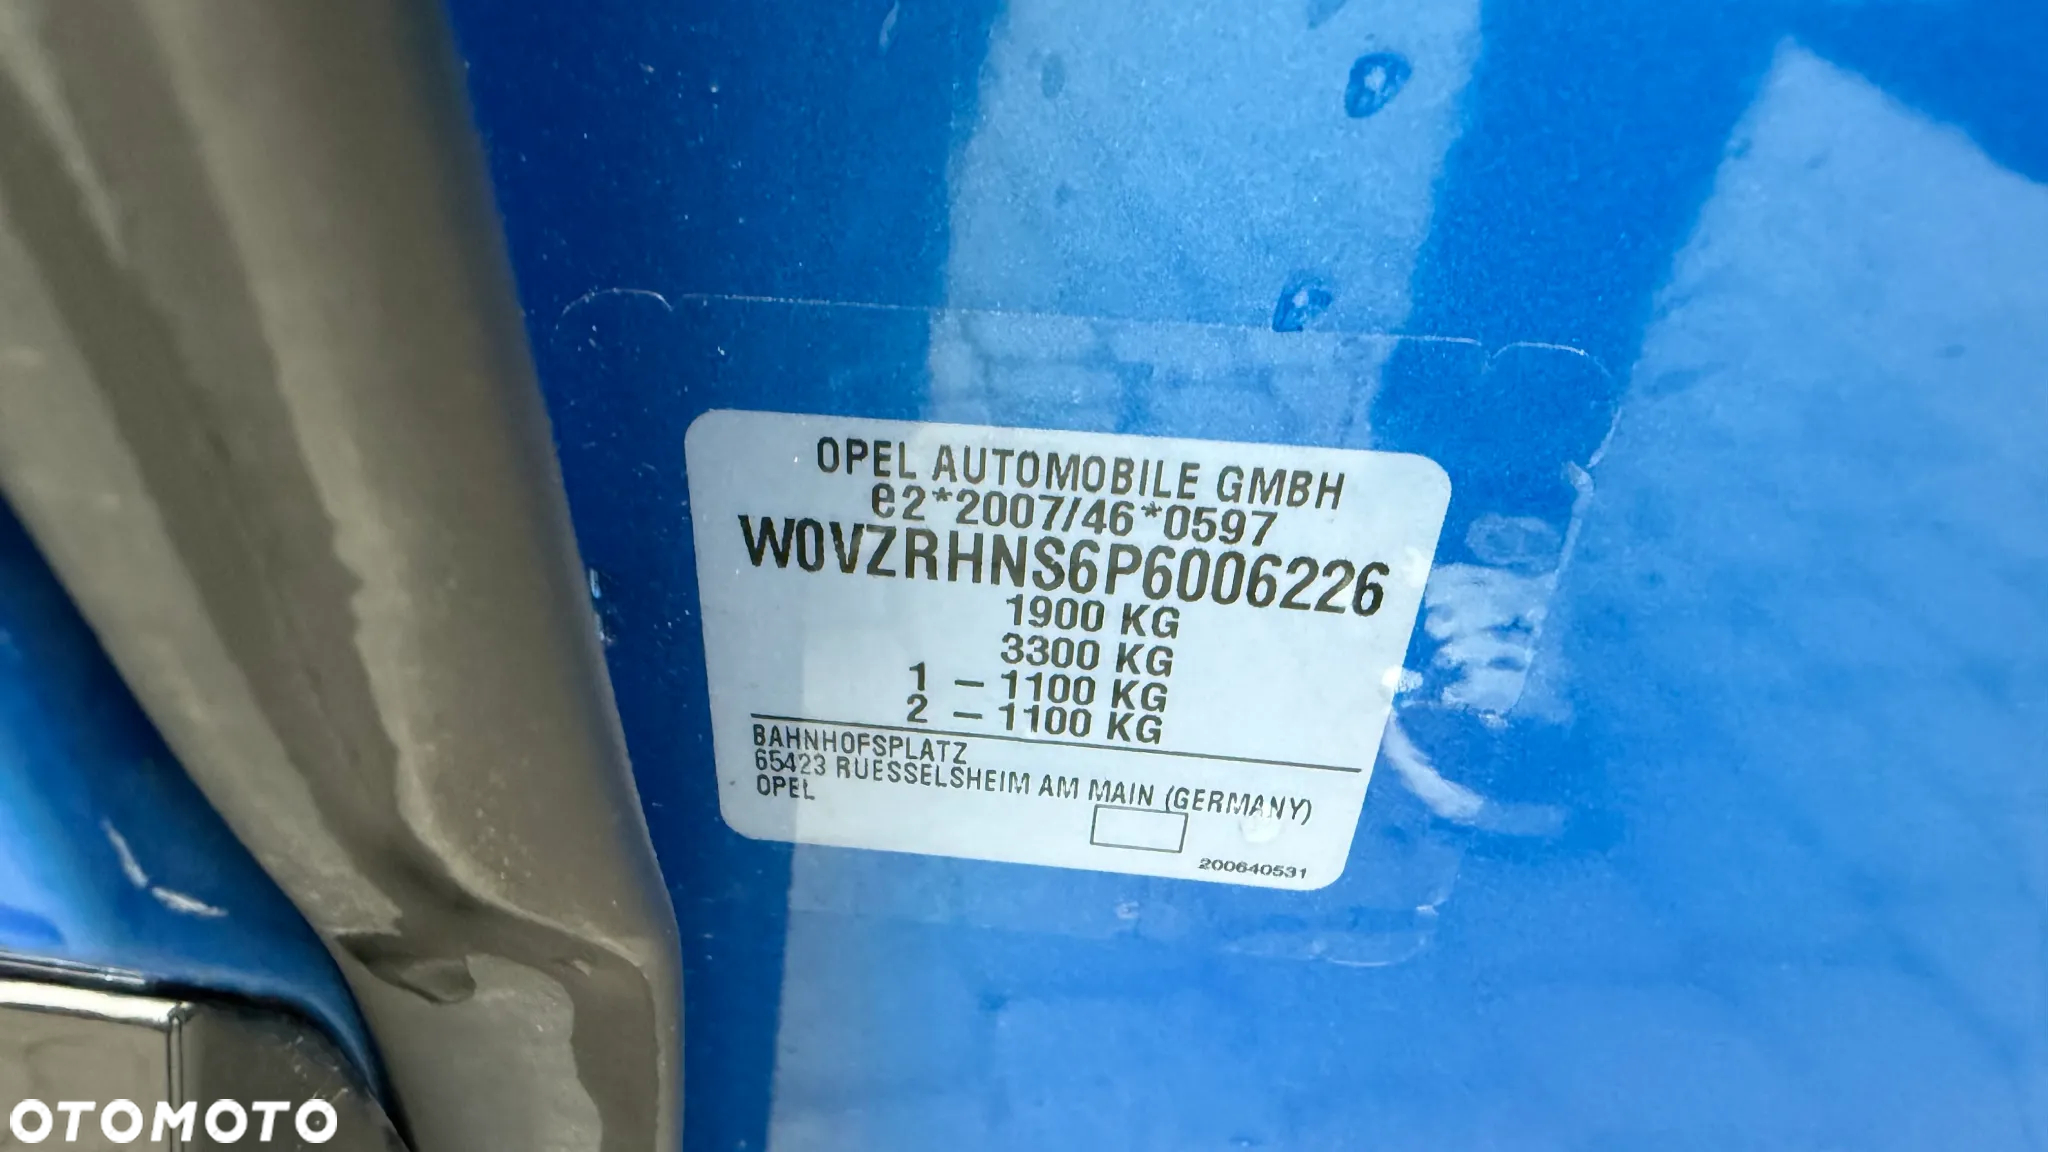 OPEL AUTOMOBILE GMBH
e2*2007/46*0597
W0VZRHNS6P6006226
1900 KG
3300 KG
1 – 1100 KG
2 – 1100 KG
BAHNHOFSPLATZ
65423 RUESSELSHEIM AM MAIN (GERMANY)
OPEL
200640531
OTOMOTO